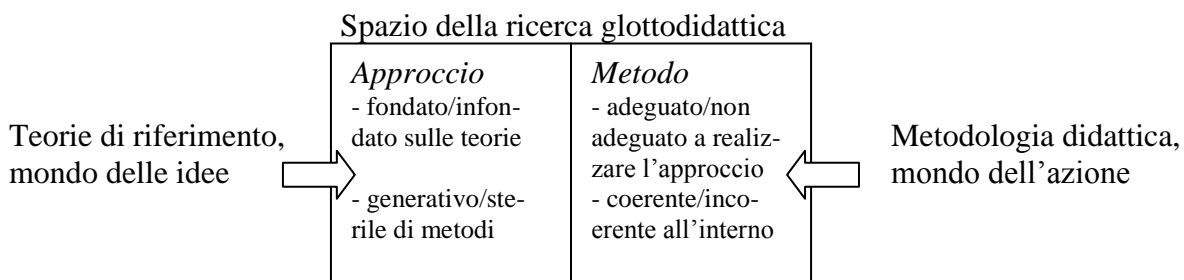 Spazio della ricerca glottodidattica
Teorie di riferimento,
mondo delle idee
Approccio
- fondato/infon-
dato sulle teorie
- generativo/ste-
rile di metodi
Metodo
- adeguato/non
adeguato a realiz-
zare l'approccio
- coerente/inco-
erente all'interno
Metodologia didattica,
mondo dell'azione